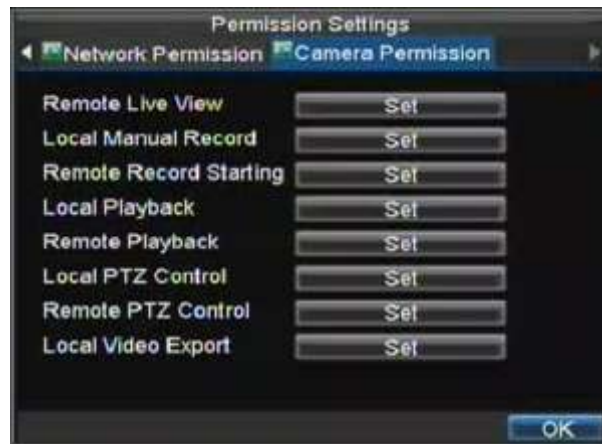 Permission Settings
Network Permission Camera Permission
Remote Live View Set
Local Manual Record Set
Remote Record Starting Set
Local Playback Set
Remote Playback Set
Local PTZ Control Set
Remote PTZ Control Set
Local Video Export Set
OK